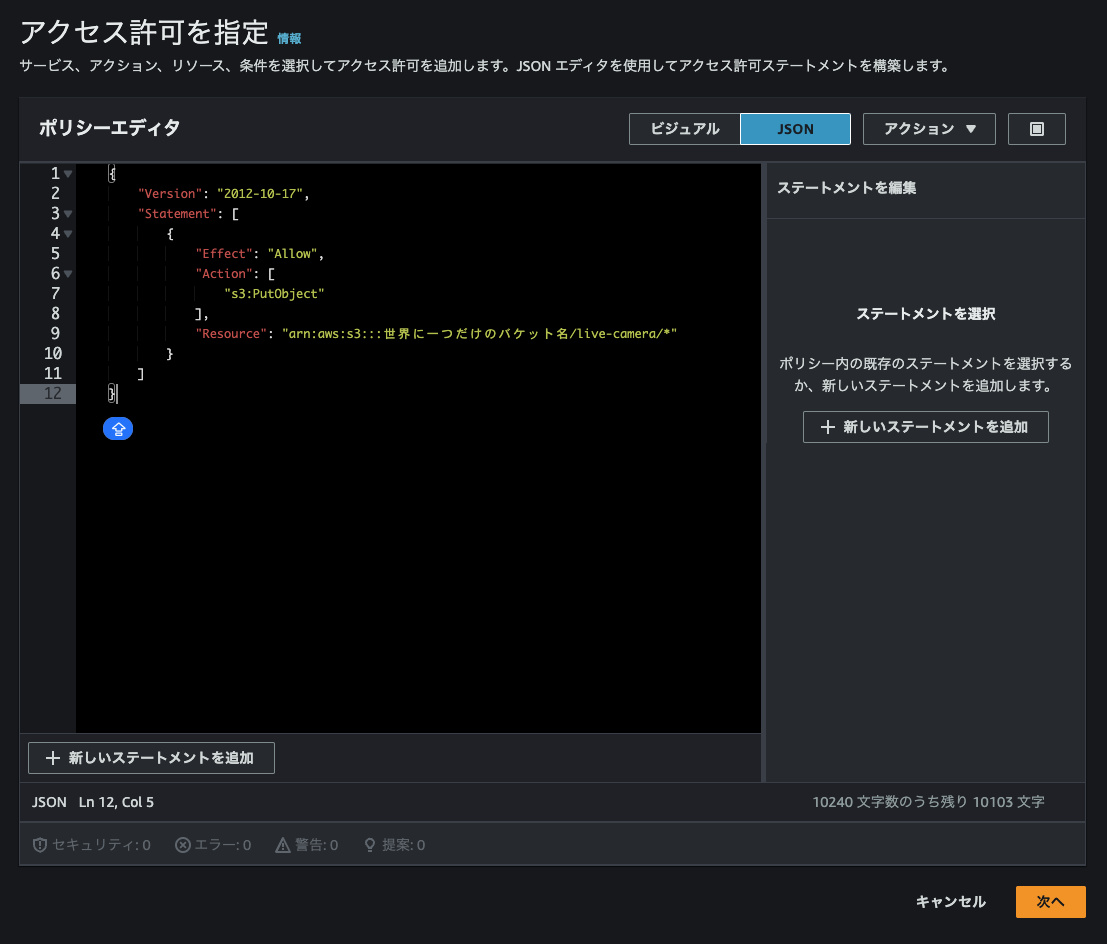 アクセス許可を指定 情報
サービス、アクション、リソース、条件を選択してアクセス許可を追加します。JSON エディタを使用してアクセス許可ステートメントを構築します。
ポリシーエディタ
ビジュアル JSON アクション
1 {
2 "Version": "2012-10-17",
3 "Statement": [
4 {
5 "Effect": "Allow",
6 "Action": [
7 "s3:PutObject"
8 ],
9 "Resource": "arn:aws:s3:::世界に一つだけのバケット名/live-camera/*"
10 }
11 ]
12 }
ステートメントを編集
ステートメントを選択
ポリシー内の既存のステートメントを選択する
か、新しいステートメントを追加します。
新しいステートメントを追加
新しいステートメントを追加
JSON Ln 12, Col 5 10240 文字数のうち残り 10103 文字
セキュリティ: 0 エラー: 0 警告: 0 提案: 0
キャンセル 次へ